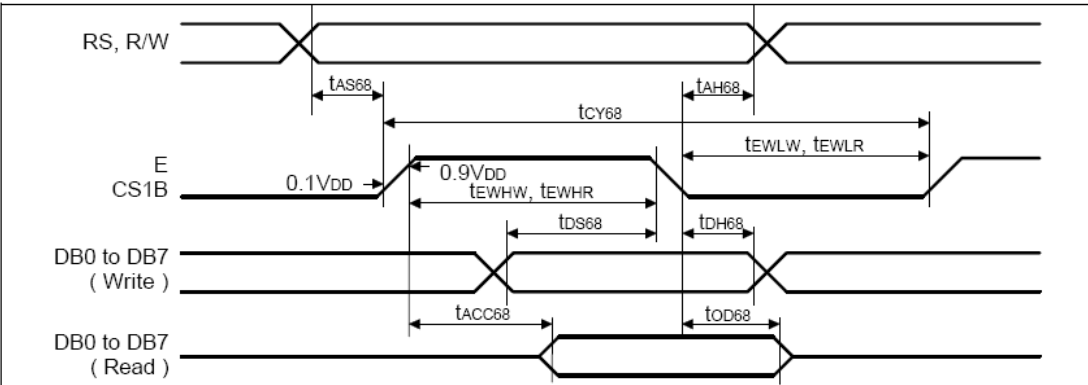 RS, R/W
tAS68
tAH68
tCY68
E
CS1B
0.1VDD
0.9VDD
tEWHW, tEWHR
tEWLW, tEWLR
tDS68
tDH68
DB0 to DB7
( Write )
tACC68
tOD68
DB0 to DB7
( Read )